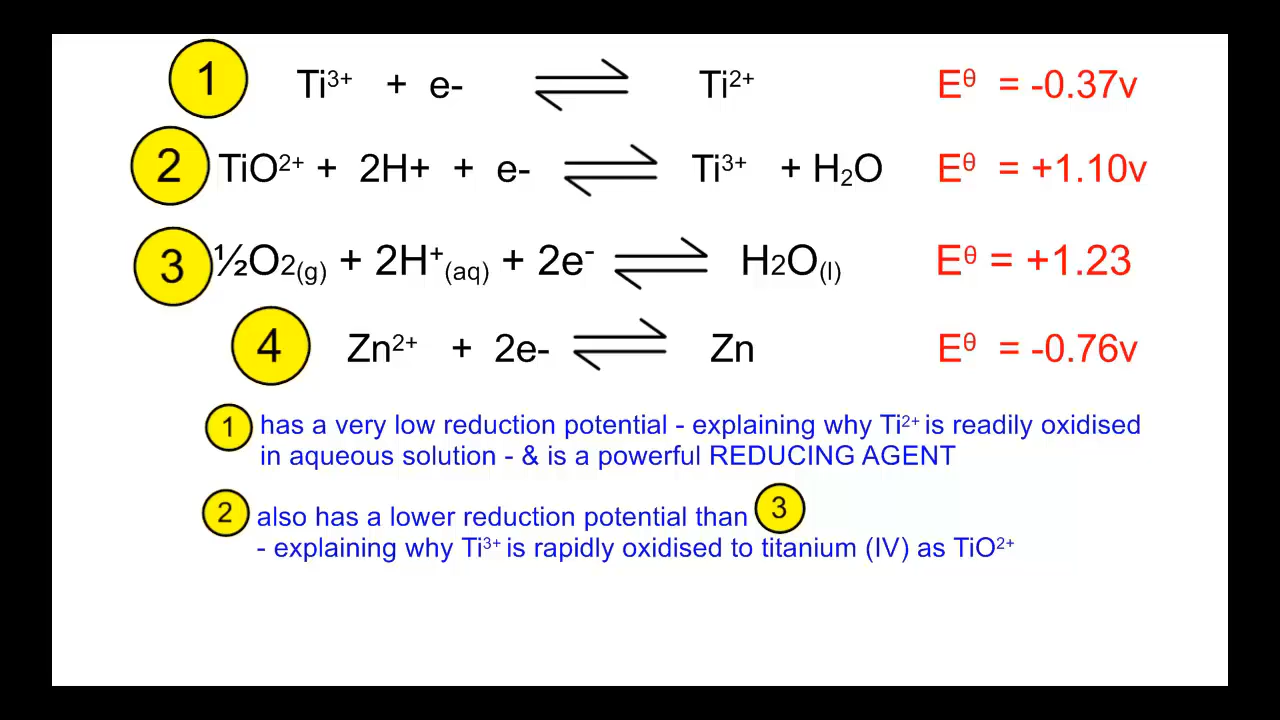 1 Ti³⁺ + e- ⇌ Ti²⁺ Eᶿ = -0.37v
2 TiO²⁺ + 2H+ + e- ⇌ Ti³⁺ + H₂O Eᶿ = +1.10v
3 ½O2₍g₎ + 2H⁺(aq) + 2e⁻ ⇌ H2O(l) Eᶿ = +1.23
4 Zn²⁺ + 2e- ⇌ Zn Eᶿ = -0.76v
1 has a very low reduction potential - explaining why Ti²⁺ is readily oxidised
in aqueous solution - & is a powerful REDUCING AGENT
2 also has a lower reduction potential than 3
- explaining why Ti³⁺ is rapidly oxidised to titanium (IV) as TiO²⁺